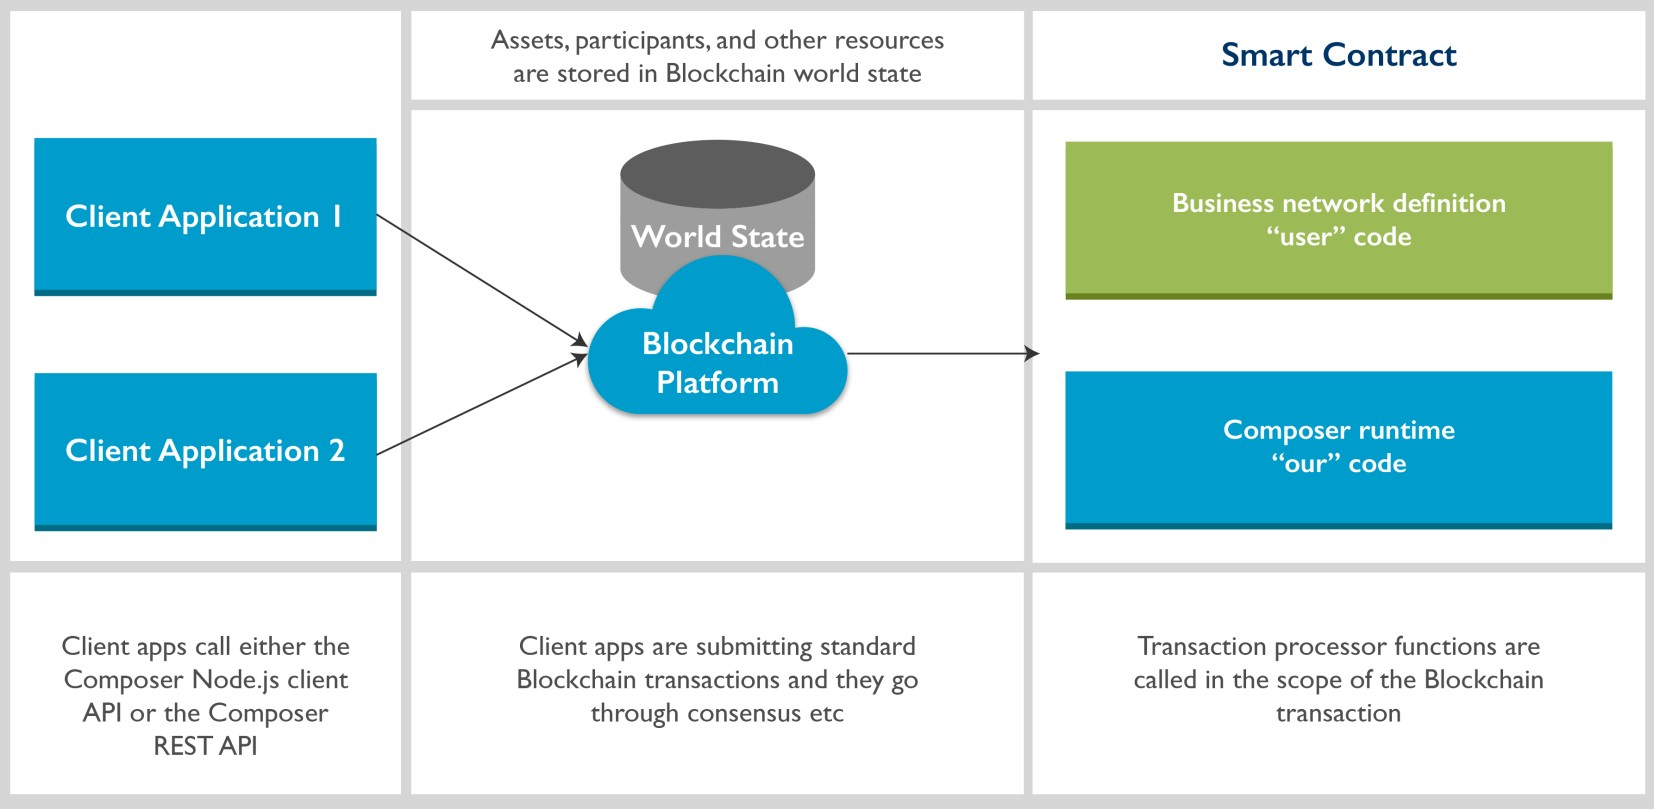 Assets, participants, and other resources
are stored in Blockchain world state
Smart Contract
Client Application 1
Client Application 2
World State
Blockchain
Platform
Business network definition
“user” code
Composer runtime
“our” code
Client apps call either the
Composer Node.js client
API or the Composer
REST API
Client apps are submitting standard
Blockchain transactions and they go
through consensus etc
Transaction processor functions are
called in the scope of the Blockchain
transaction